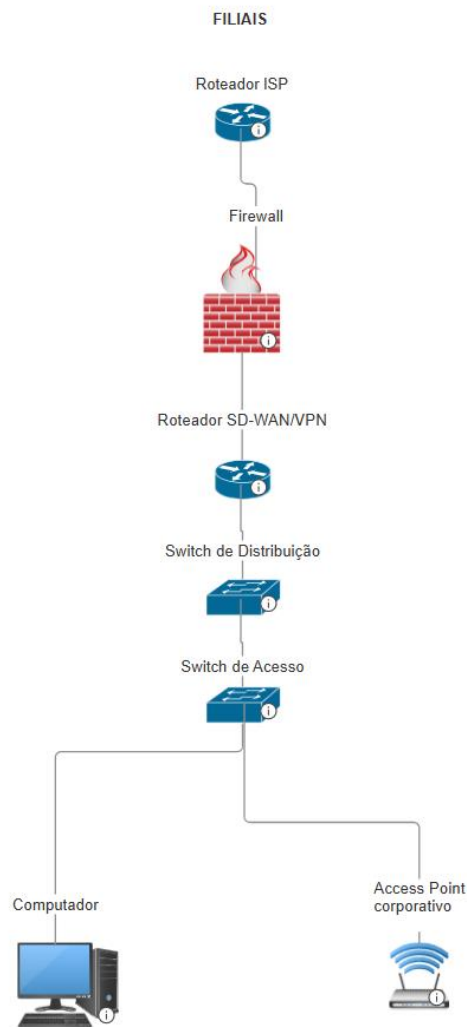 FILIAIS
Roteador ISP
Firewall
Roteador SD-WAN/VPN
Switch de Distribuição
Switch de Acesso
Computador
Access Point
corporativo